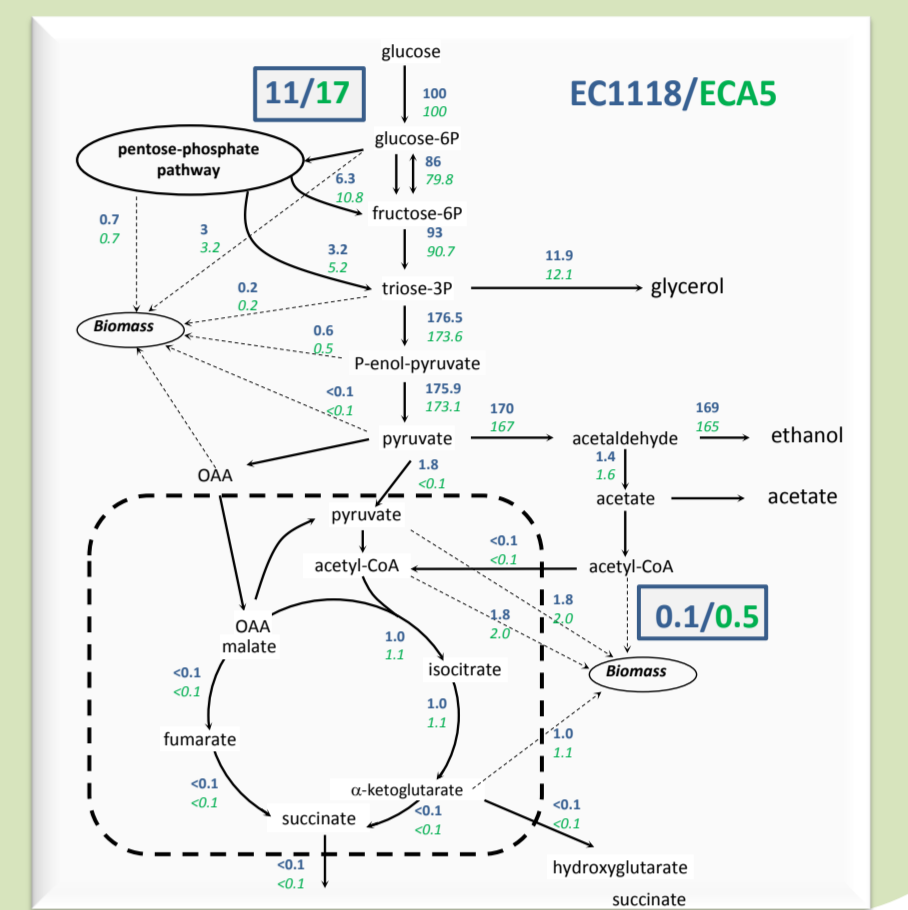 glucose
11/17
EC1118/ECA5
100
100
glucose-6P
pentose-phosphate
pathway
86
79.8
6.3
10.8
fructose-6P
0.7
0.7
3
3.2
93
90.7
3.2
5.2
11.9
12.1
triose-3P
glycerol
0.2
0.2
Biomass
176.5
173.6
0.6
0.5
P-enol-pyruvate
<0.1
<0.1
175.9
173.1
170
167
169
165
pyruvate
acetaldehyde
ethanol
OAA
1.8
<0.1
1.4
1.6
acetate
acetate
pyruvate
<0.1
<0.1
acetyl-CoA
acetyl-CoA
1.8
2.0
1.8
2.0
0.1/0.5
OAA
malate
1.0
1.1
isocitrate
Biomass
<0.1
<0.1
1.0
1.1
fumarate
1.0
1.1
<0.1
<0.1
α-ketoglutarate
<0.1
<0.1
<0.1
<0.1
succinate
<0.1
<0.1
hydroxyglutarate
succinate